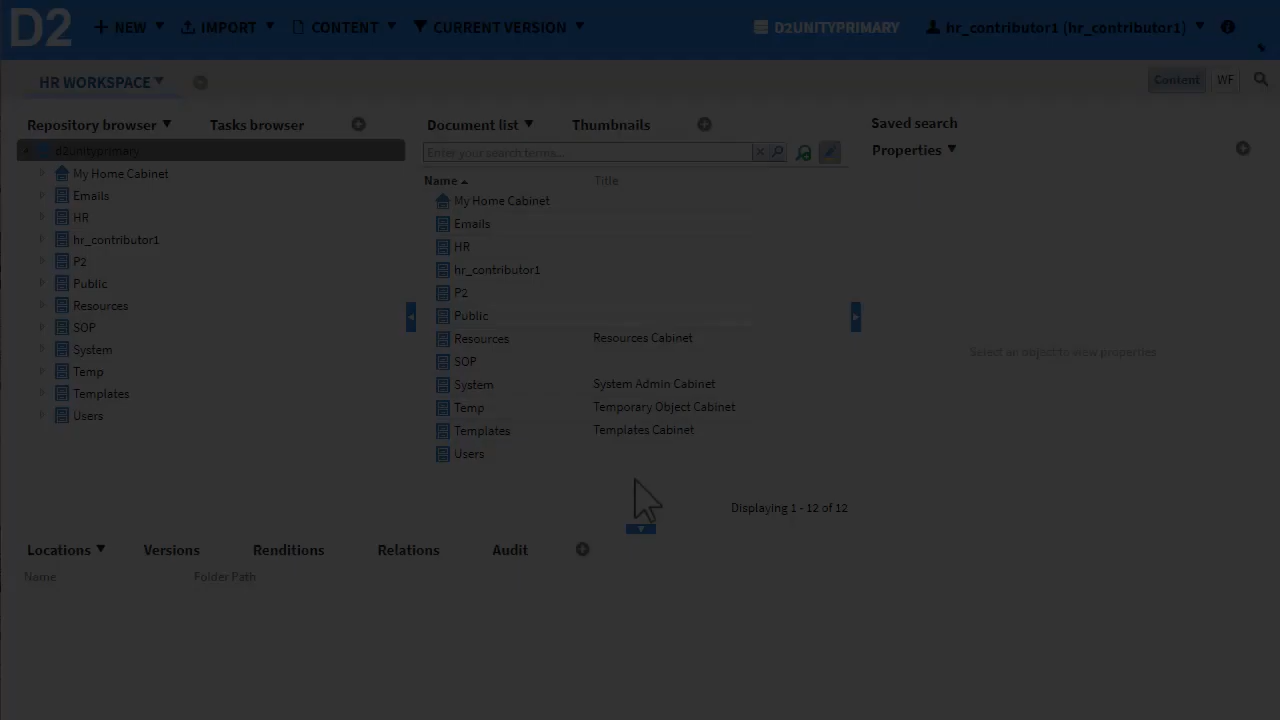 D2 NEW IMPORT CONTENT CURRENT VERSION D2UNITYPRIMARY hr_contributor1 (hr_contributor1)
HR WORKSPACE Content WF
Repository browser Tasks browser
d2unityprimary
My Home Cabinet
Emails
HR
hr_contributor1
P2
Public
Resources
SOP
System
Temp
Templates
Users
Document list Thumbnails
Enter your search terms...
Name Title
My Home Cabinet
Emails
HR
hr_contributor1
P2
Public
Resources Resources Cabinet
SOP
System System Admin Cabinet
Temp Temporary Object Cabinet
Templates Templates Cabinet
Users
Displaying 1 - 12 of 12
Saved search
Properties
Select an object to view properties
Locations Versions Renditions Relations Audit
Name Folder Path